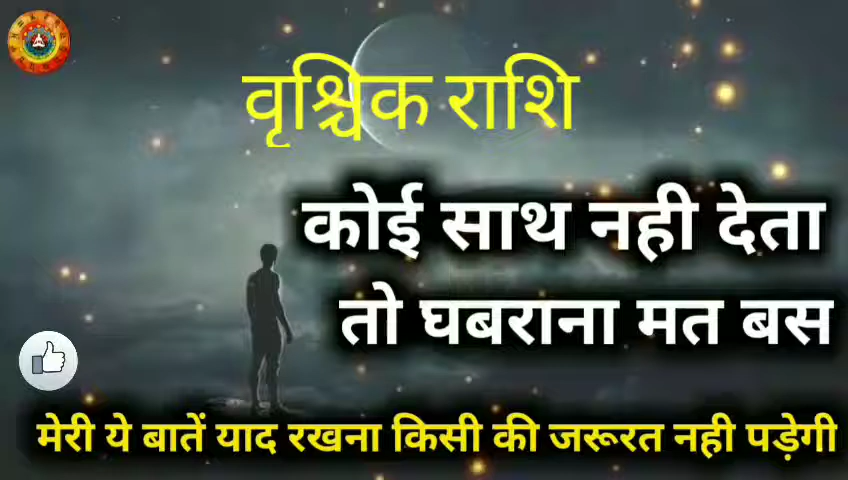 वृश्चिक राशि
कोई साथ नही देता
तो घबराना मत बस
मेरी ये बातें याद रखना किसी की जरूरत नही पड़ेगी